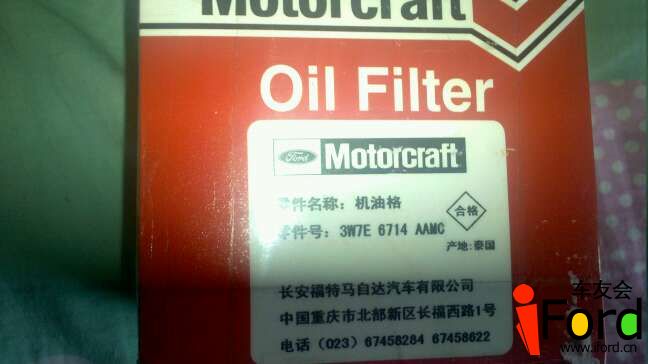 Motorcraft
Oil Filter
Ford Motorcraft
零件名称: 机油格
合格
零件号: 3W7E 6714 AAMC
产地: 泰国
长安福特马自达汽车有限公司
中国重庆市北部新区长福西路1号
电话 (023) 67458284 67458622
车友会
iFord
www.iford.cn